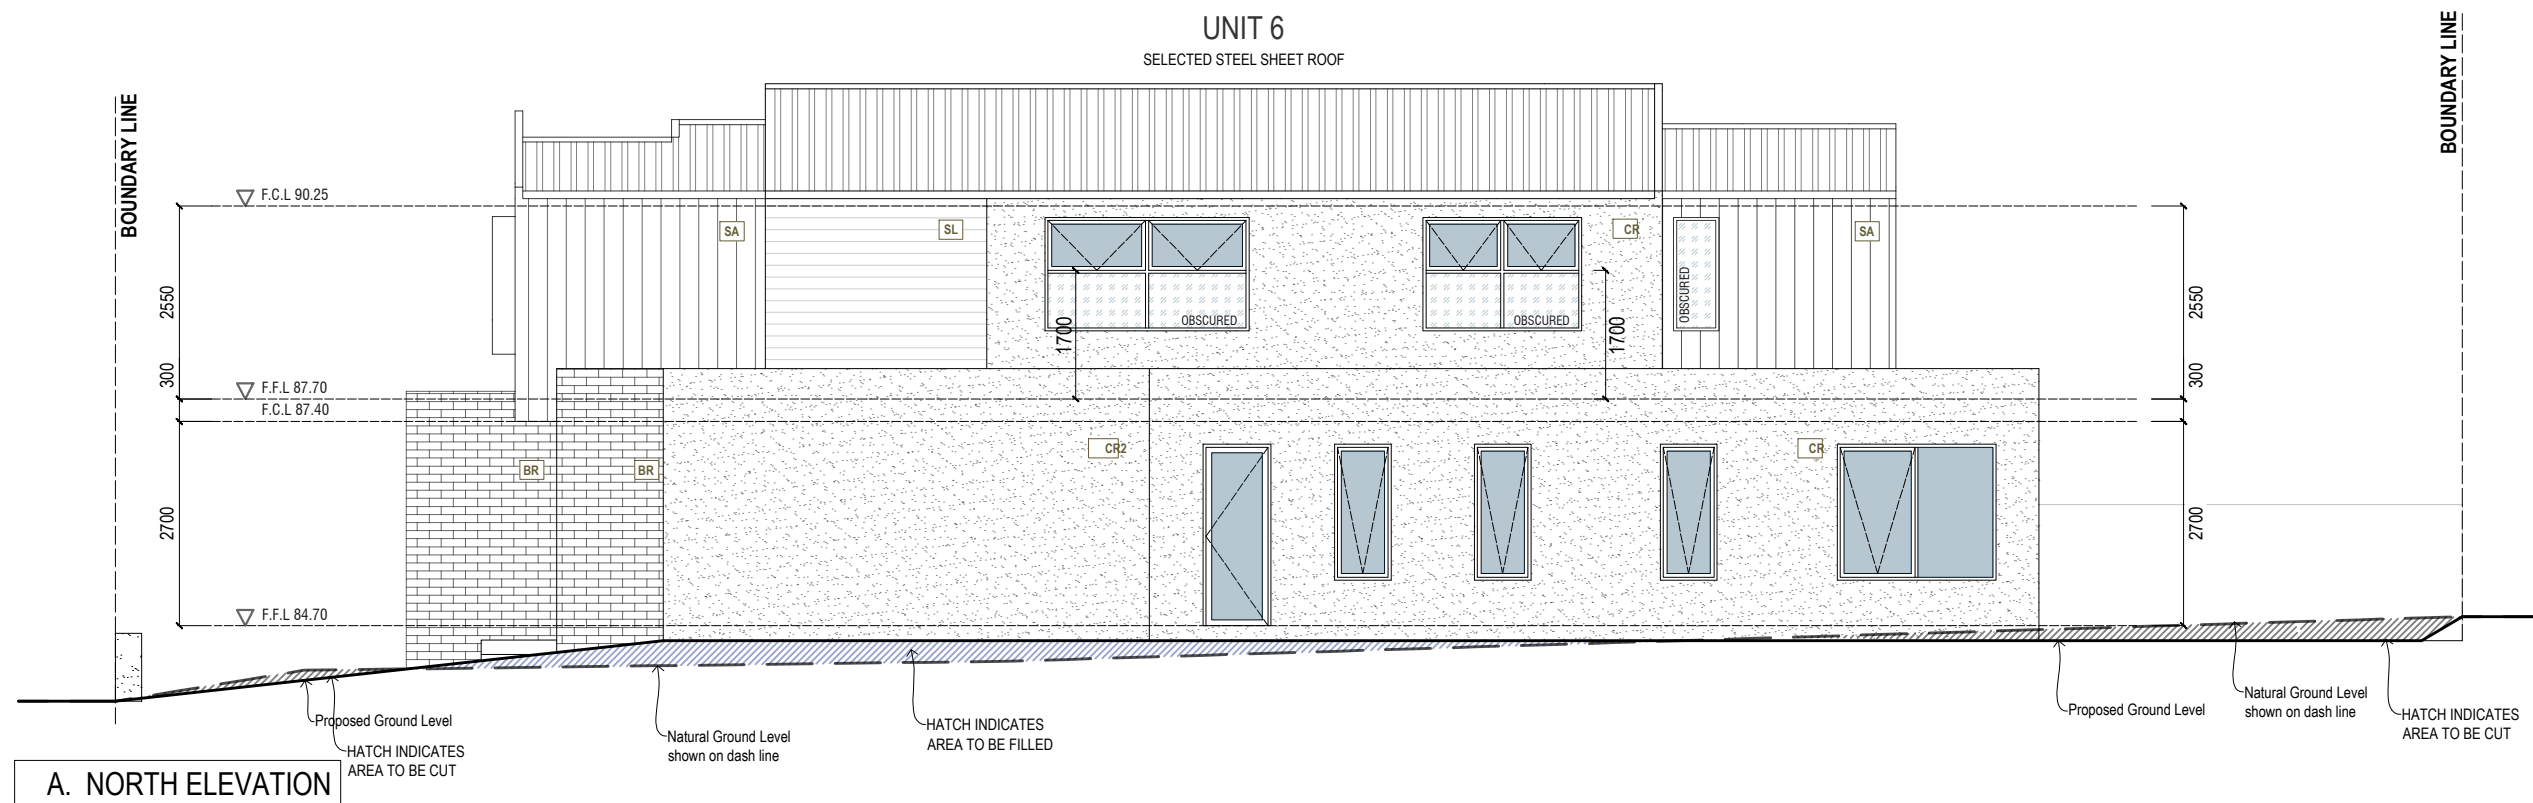 UNIT 6
SELECTED STEEL SHEET ROOF
BOUNDARY LINE
BOUNDARY LINE
F.C.L 90.25
SA
SL
CR
SA
OBSCURED
OBSCURED
OBSCURED
2550
1700
1700
2550
300
300
F.F.L 87.70
F.C.L 87.40
CR2
CR
BR
BR
2700
2700
F.F.L 84.70
Proposed Ground Level
HATCH INDICATES
AREA TO BE CUT
Natural Ground Level
shown on dash line
HATCH INDICATES
AREA TO BE FILLED
Proposed Ground Level
Natural Ground Level
shown on dash line
HATCH INDICATES
AREA TO BE CUT
A. NORTH ELEVATION